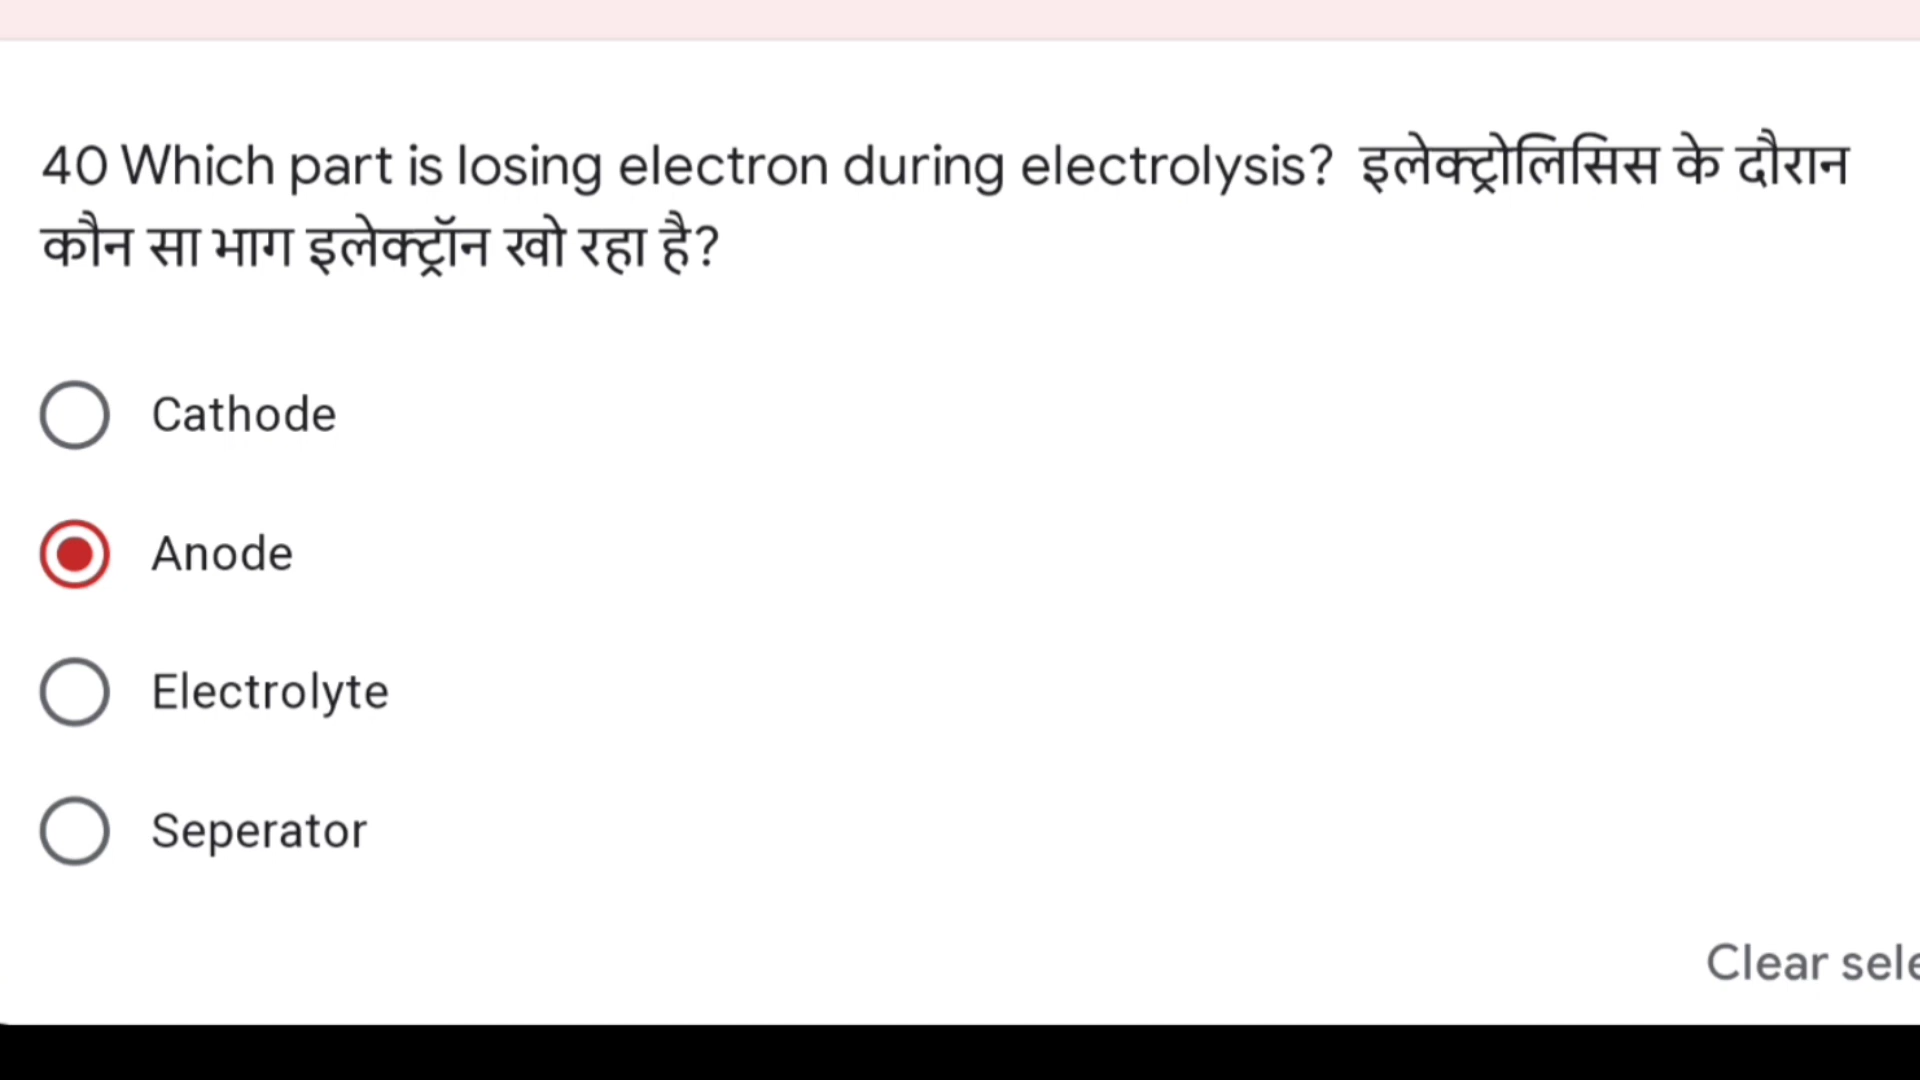 40 Which part is losing electron during electrolysis? इलेक्ट्रोलिसिस के दौरान
कौन सा भाग इलेक्ट्रॉन खो रहा है?
Cathode
Anode
Electrolyte
Seperator
Clear sele